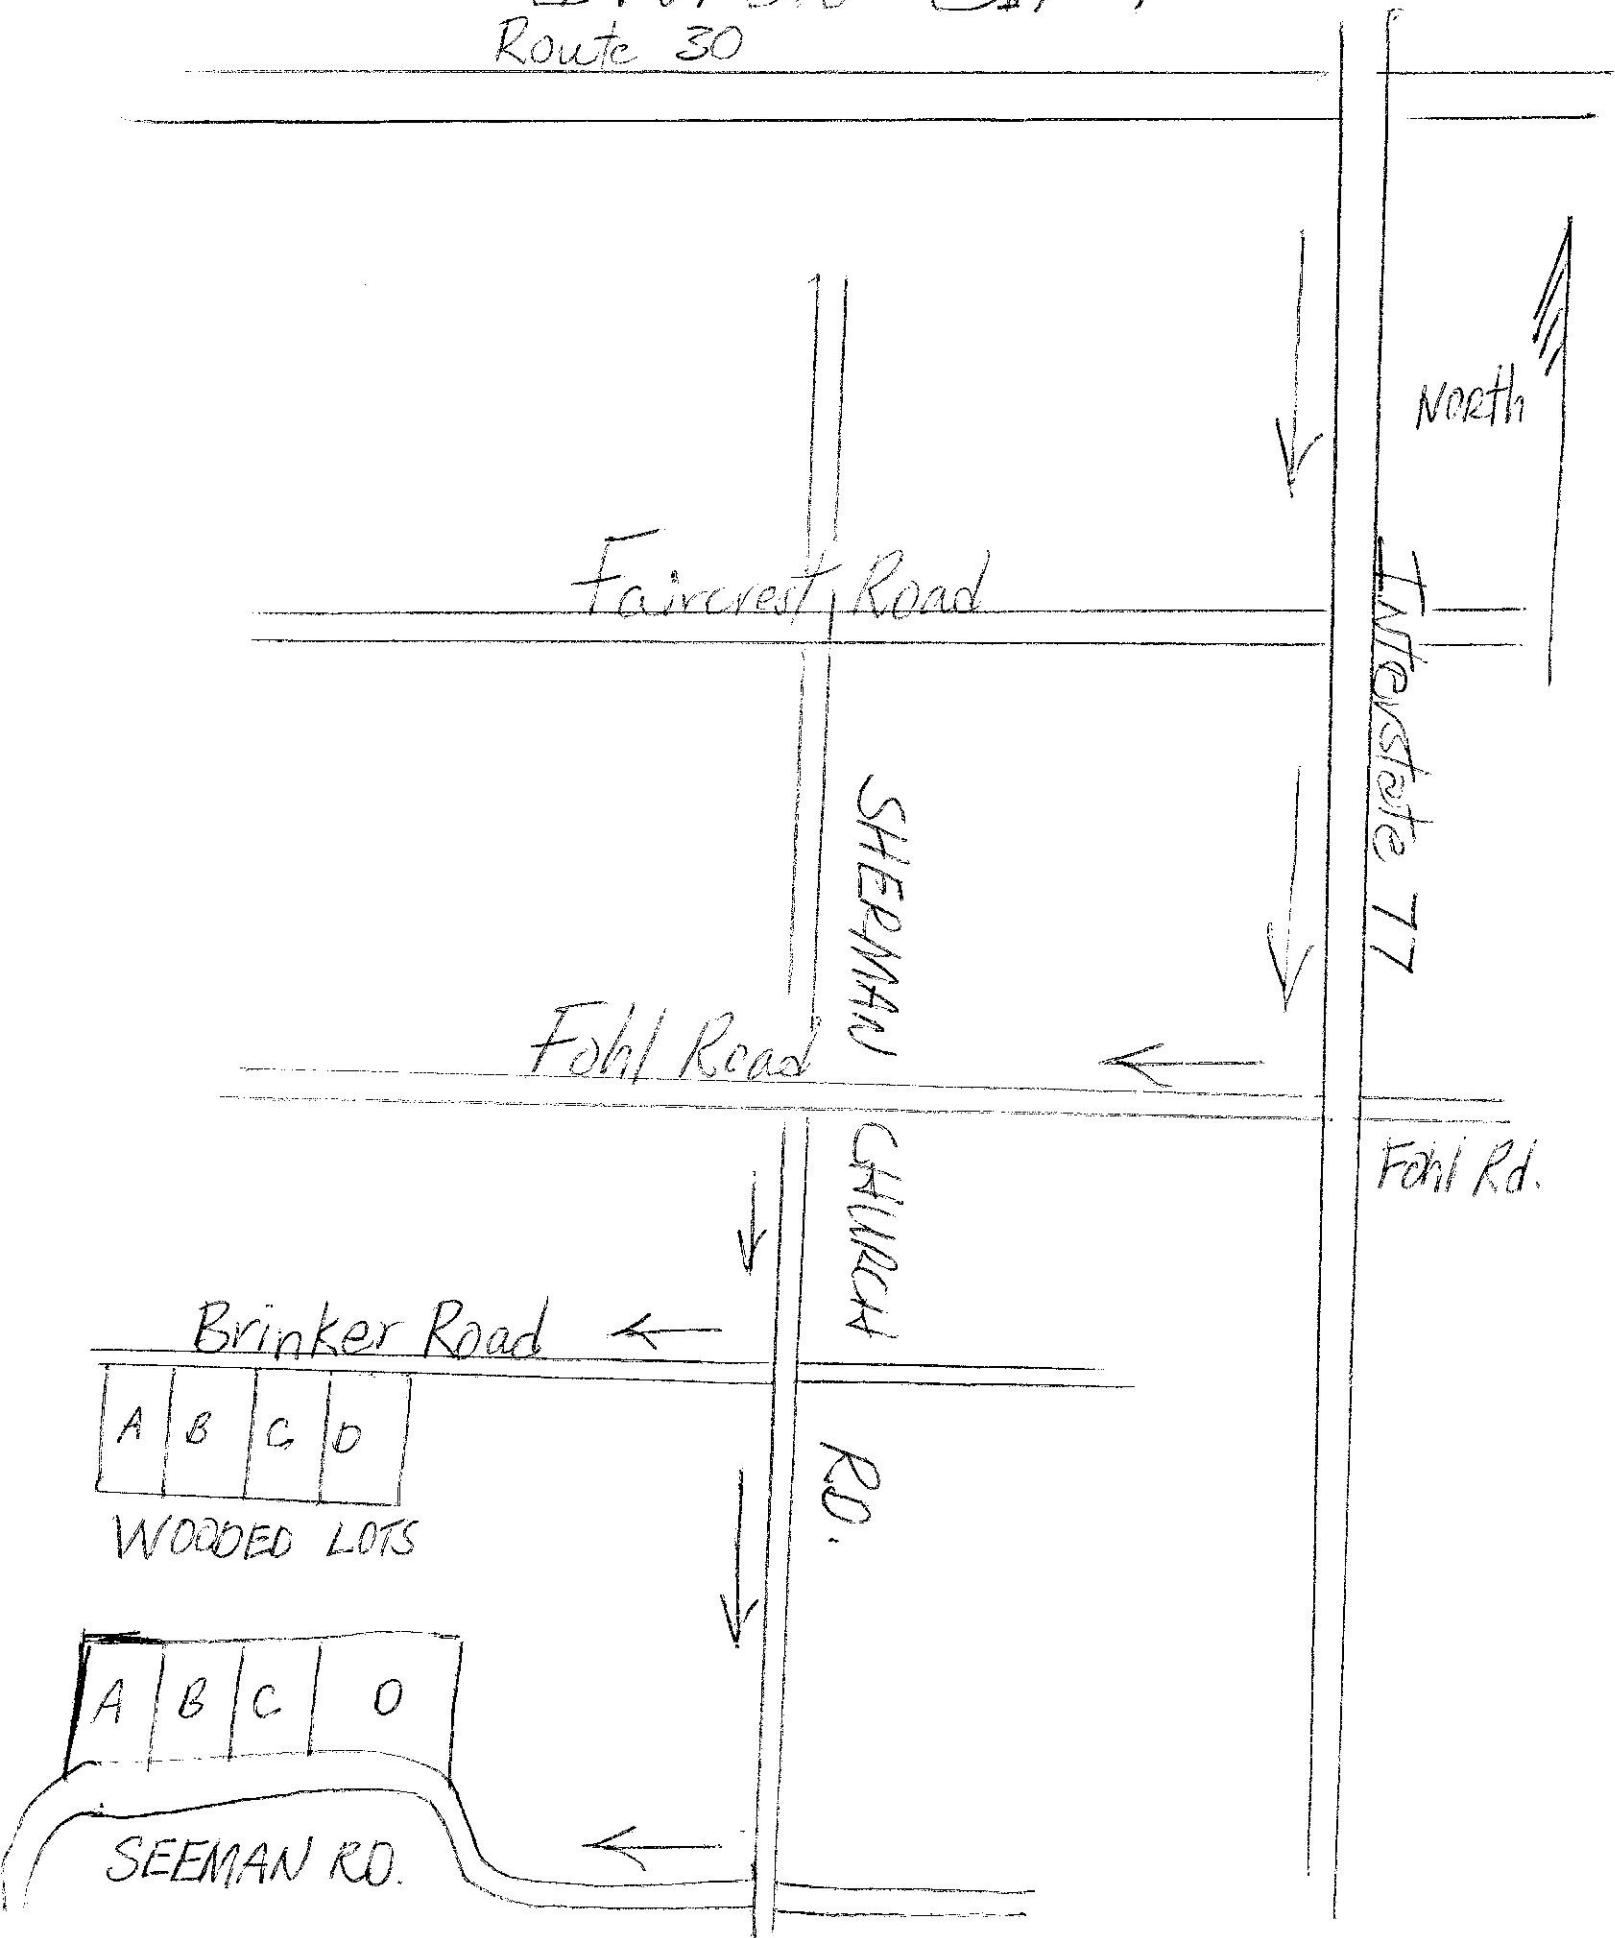 Route 30
NORTH
Faircrest Road
Interstate 77
SHERMAN CHURCH RD.
Fohl Road
Fohl Rd.
Brinker Road
A B C D
WOODED LOTS
A B C D
SEEMAN RD.